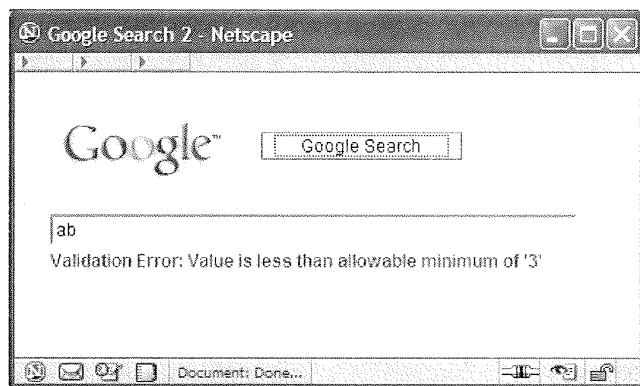 Google Search 2 - Netscape
Google™ Google Search
ab
Validation Error: Value is less than allowable minimum of '3'
Document: Done...